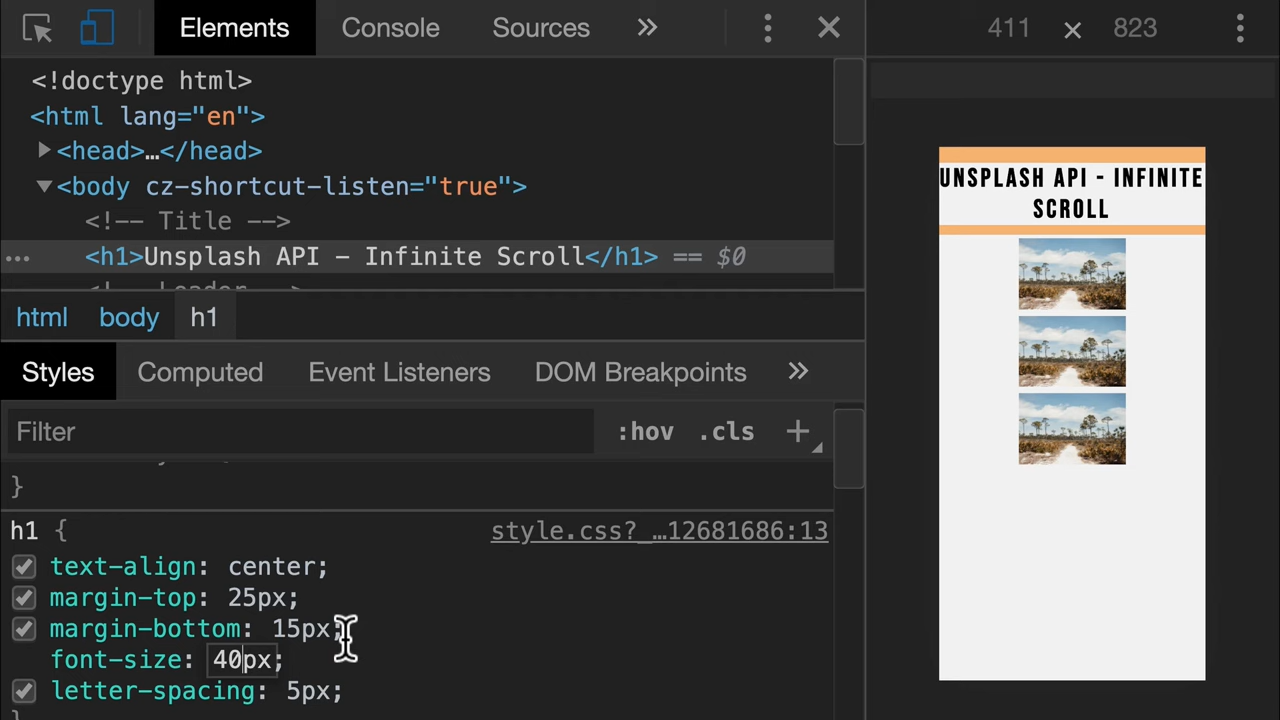 Elements Console Sources »
411 × 823
<!doctype html>
<html lang="en">
<head>…</head>
<body cz-shortcut-listen="true">
<!-- Title -->
<h1>Unsplash API - Infinite Scroll</h1> == $0
<!-- Loader -->
html body h1
Styles Computed Event Listeners DOM Breakpoints »
Filter :hov .cls +
}
h1 { style.css?_…12681686:13
text-align: center;
margin-top: 25px;
margin-bottom: 15px;
font-size: 40px;
letter-spacing: 5px;
}
UNSPLASH API - INFINITE
SCROLL